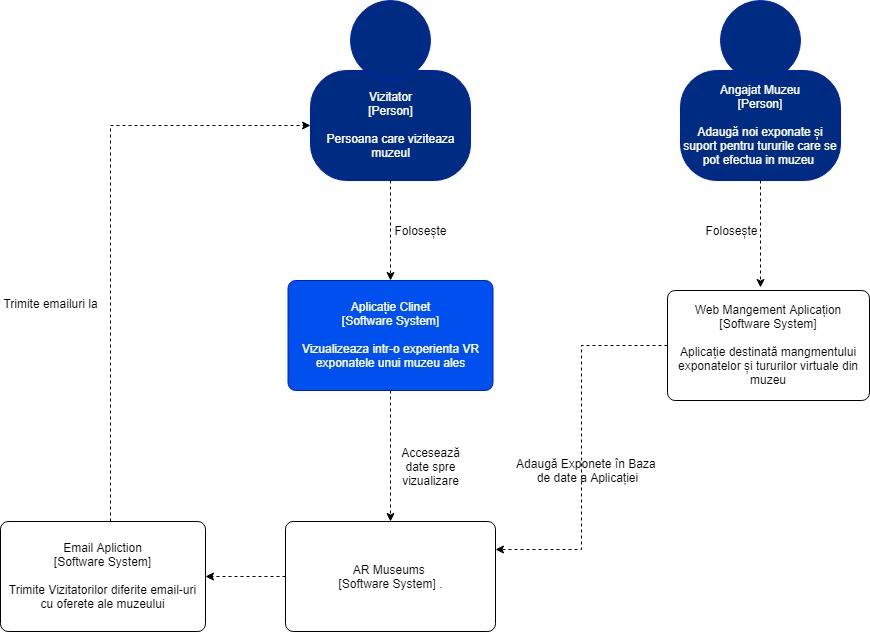 Vizitator
[Person]
Persoana care viziteaza
muzeul
Angajat Muzeu
[Person]
Adaugă noi exponate și
suport pentru tururile care se
pot efectua in muzeu
Folosește
Folosește
Trimite emailuri la
Aplicație Clinet
[Software System]
Vizualizeaza intr-o experienta VR
exponatele unui muzeu ales
Web Mangement Aplicațion
[Software System]
Aplicație destinată mangmentului
exponatelor și tururilor virtuale din
muzeu
Accesează
date spre
vizualizare
Adaugă Exponete în Baza
de date a Aplicației
Email Apliction
[Software System]
Trimite Vizitatorilor diferite email-uri
cu oferete ale muzeului
AR Museums
[Software System] .